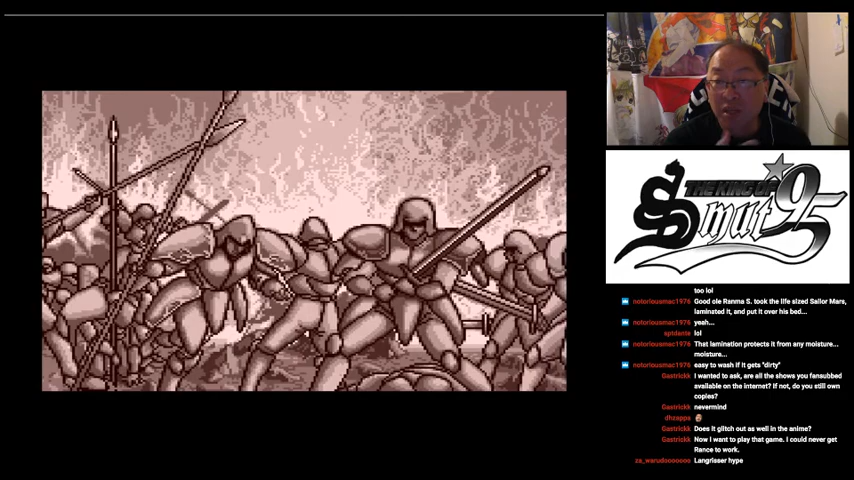 THE KING OF
Smut 95
too lol
notoriousmac1976 Good ole Ranma S. took the life sized Sailor Mars,
laminated it, and put it over his bed...
notoriousmac1976 yeah...
sptdante lol
notoriousmac1976 That lamination protects it from any moisture...
moisture...
notoriousmac1976 easy to wash if it gets "dirty"
Gastrickk I wanted to ask, are all the shows you fansubbed
available on the internet? If not, do you still own
copies?
Gastrickk nevermind
dhzappa
Gastrickk Does it glitch out as well in the anime?
Gastrickk Now I want to play that game. I could never get
Rance to work.
za_warudooooooo Langrisser hype